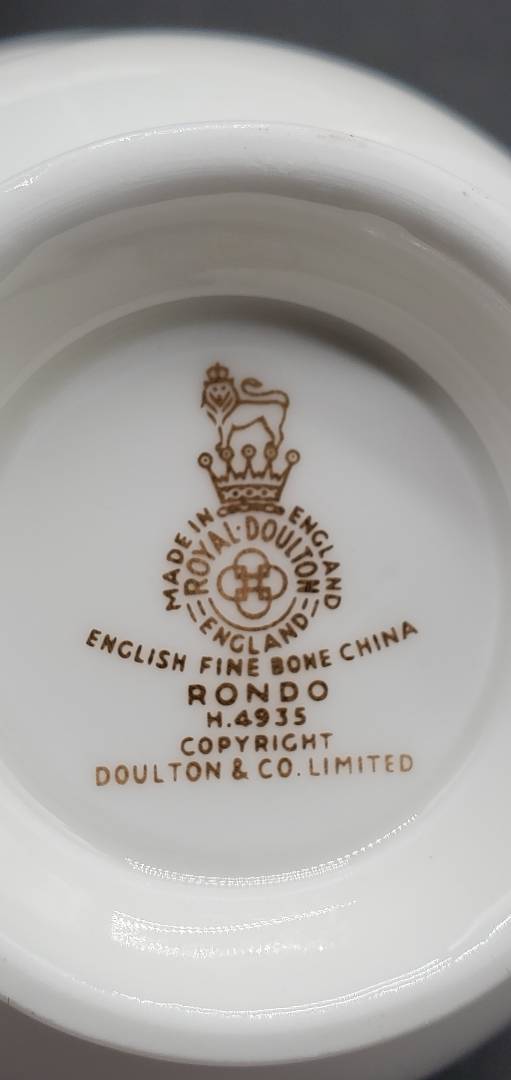 MADE IN ENGLAND
ROYAL·DOULTON
ENGLAND
ENGLISH FINE BONE CHINA
RONDO
H.4935
COPYRIGHT
DOULTON & CO. LIMITED